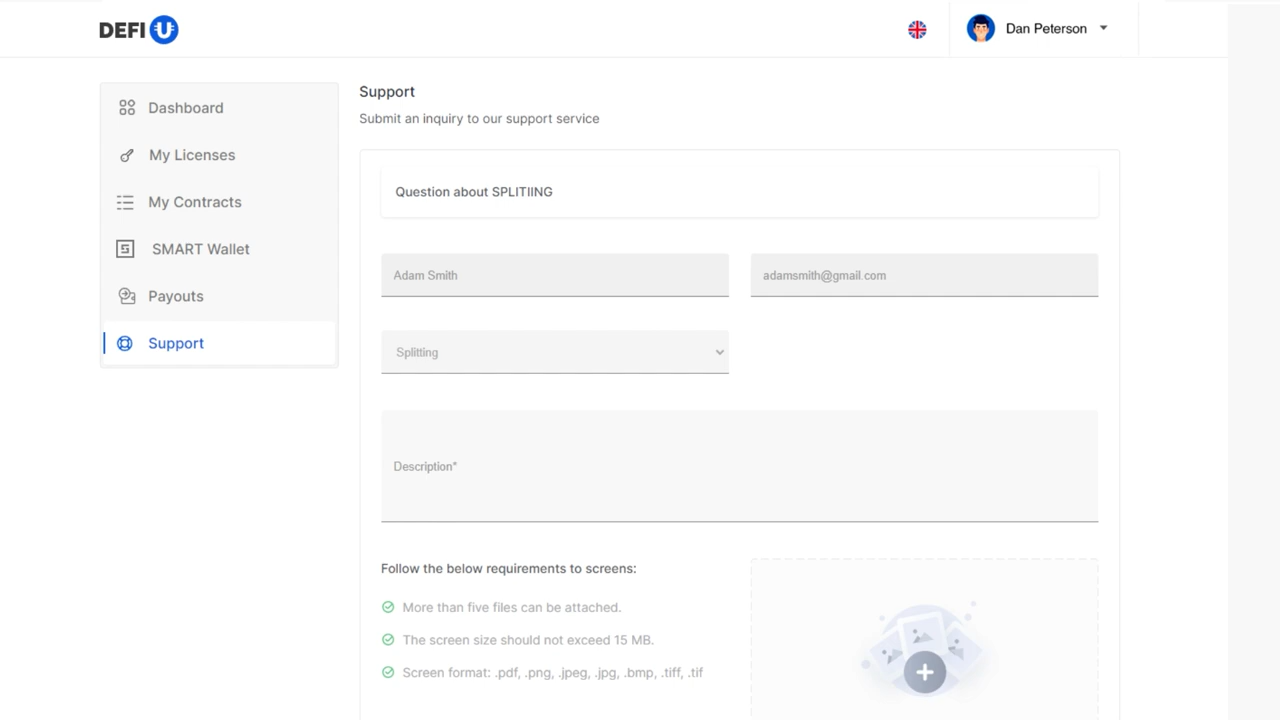 DEFI U
Dan Peterson
Dashboard
My Licenses
My Contracts
SMART Wallet
Payouts
Support
Support
Submit an inquiry to our support service
Question about SPLITIING
Adam Smith
adamsmith@gmail.com
Splitting
Description*
Follow the below requirements to screens:
More than five files can be attached.
The screen size should not exceed 15 MB.
Screen format: .pdf, .png, .jpeg, .jpg, .bmp, .tiff, .tif